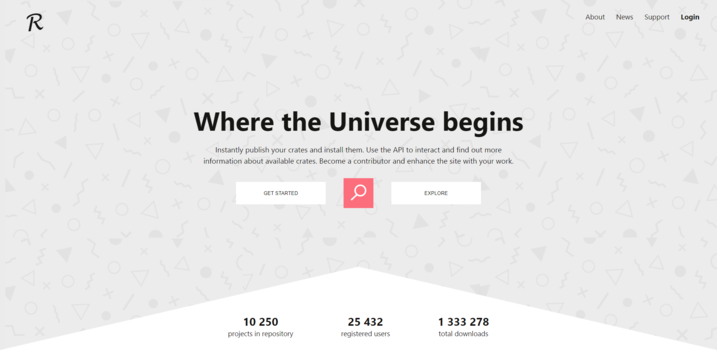 R
About News Support Login
Where the Universe begins
Instantly publish your crates and install them. Use the API to interact and find out more
information about available crates. Become a contributor and enhance the site with your work.
GET STARTED
EXPLORE
10 250 25 432 1 333 278
projects in repository registered users total downloads